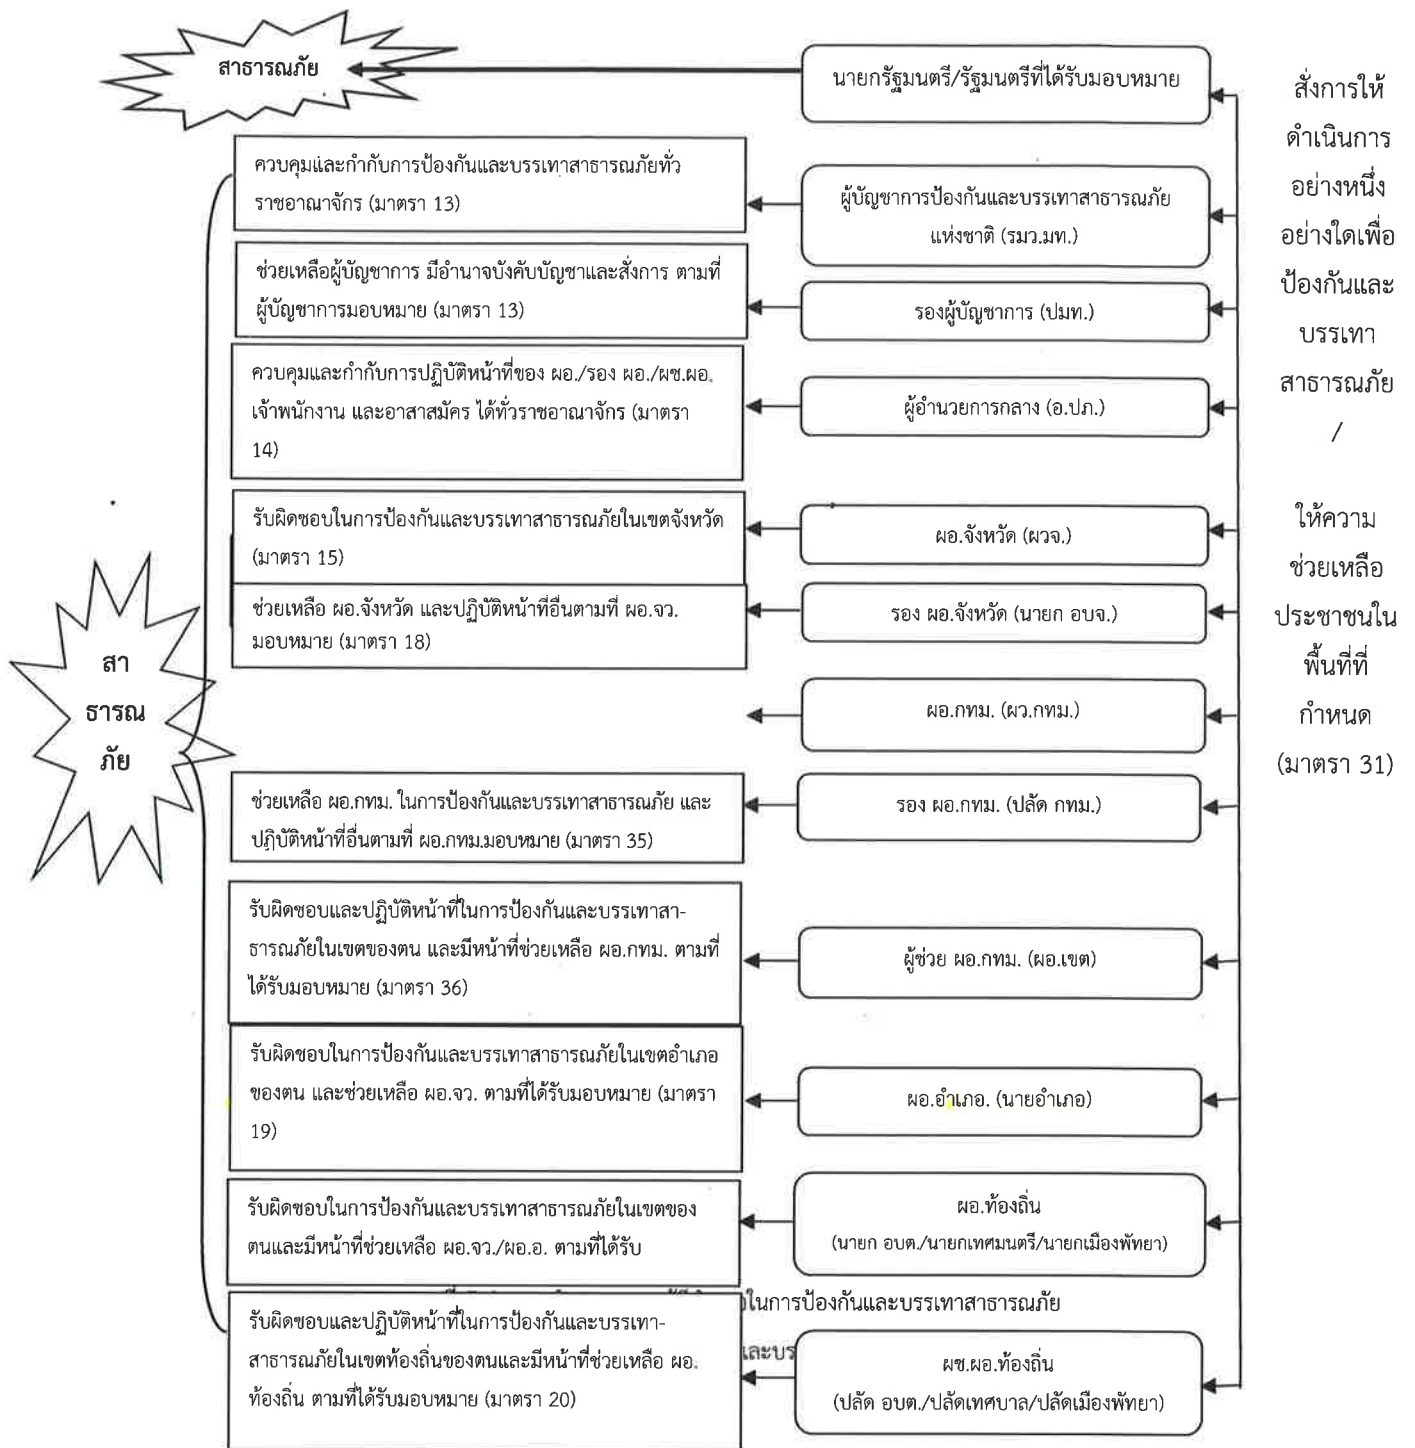 สาธารณภัย
นายกรัฐมนตรี/รัฐมนตรีที่ได้รับมอบหมาย
ควบคุมและกำกับการป้องกันและบรรเทาสาธารณภัยทั่ว
ราชอาณาจักร (มาตรา 13)
ผู้บัญชาการป้องกันและบรรเทาสาธารณภัย
แห่งชาติ (รมว.มท.)
ช่วยเหลือผู้บัญชาการ มีอำนาจบังคับบัญชาและสั่งการ ตามที่
ผู้บัญชาการมอบหมาย (มาตรา 13)
รองผู้บัญชาการ (ปมท.)
ควบคุมและกำกับการปฏิบัติหน้าที่ของ ผอ./รอง ผอ./ผช.ผอ.
เจ้าพนักงาน และอาสาสมัคร ได้ทั่วราชอาณาจักร (มาตรา
14)
ผู้อำนวยการกลาง (อ.ปภ.)
รับผิดชอบในการป้องกันและบรรเทาสาธารณภัยในเขตจังหวัด
(มาตรา 15)
ผอ.จังหวัด (ผวจ.)
ช่วยเหลือ ผอ.จังหวัด และปฏิบัติหน้าที่อื่นตามที่ ผอ.จว.
มอบหมาย (มาตรา 18)
รอง ผอ.จังหวัด (นายก อบจ.)
ผอ.กทม. (ผว.กทม.)
ช่วยเหลือ ผอ.กทม. ในการป้องกันและบรรเทาสาธารณภัย และ
ปฏิบัติหน้าที่อื่นตามที่ ผอ.กทม.มอบหมาย (มาตรา 35)
รอง ผอ.กทม. (ปลัด กทม.)
รับผิดชอบและปฏิบัติหน้าที่ในการป้องกันและบรรเทาสา-
ธารณภัยในเขตของตน และมีหน้าที่ช่วยเหลือ ผอ.กทม. ตามที่
ได้รับมอบหมาย (มาตรา 36)
ผู้ช่วย ผอ.กทม. (ผอ.เขต)
รับผิดชอบในการป้องกันและบรรเทาสาธารณภัยในเขตอำเภอ
ของตน และช่วยเหลือ ผอ.จว. ตามที่ได้รับมอบหมาย (มาตรา
19)
ผอ.อำเภอ. (นายอำเภอ)
รับผิดชอบในการป้องกันและบรรเทาสาธารณภัยในเขตของ
ตนและมีหน้าที่ช่วยเหลือ ผอ.จว./ผอ.อ. ตามที่ได้รับ
ผอ.ท้องถิ่น
(นายก อบต./นายกเทศมนตรี/นายกเมืองพัทยา)
ในการป้องกันและบรรเทาสาธารณภัย
รับผิดชอบและปฏิบัติหน้าที่ในการป้องกันและบรรเทา-
สาธารณภัยในเขตท้องถิ่นของตนและมีหน้าที่ช่วยเหลือ ผอ.
ท้องถิ่น ตามที่ได้รับมอบหมาย (มาตรา 20)
และบร
ผช.ผอ.ท้องถิ่น
(ปลัด อบต./ปลัดเทศบาล/ปลัดเมืองพัทยา)
สา
ธารณ
ภัย
สั่งการให้
ดำเนินการ
อย่างหนึ่ง
อย่างใดเพื่อ
ป้องกันและ
บรรเทา
สาธารณภัย
/
ให้ความ
ช่วยเหลือ
ประชาชนใน
พื้นที่ที่
กำหนด
(มาตรา 31)